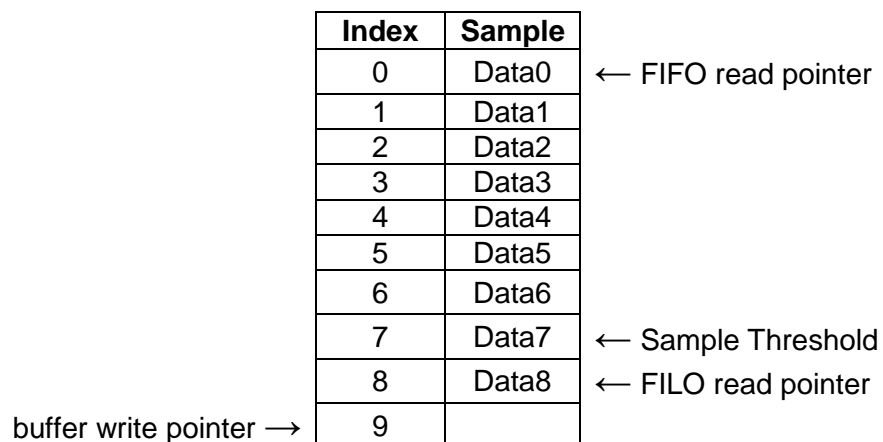 Index Sample
0 Data0 ← FIFO read pointer
1 Data1
2 Data2
3 Data3
4 Data4
5 Data5
6 Data6
7 Data7 ← Sample Threshold
8 Data8 ← FILO read pointer
buffer write pointer → 9